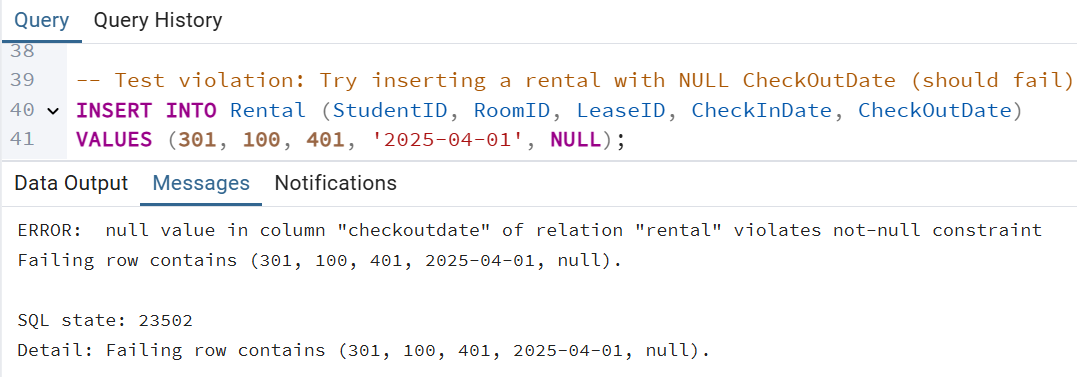 Query Query History
38
39 -- Test violation: Try inserting a rental with NULL CheckOutDate (should fail)
40 INSERT INTO Rental (StudentID, RoomID, LeaseID, CheckInDate, CheckOutDate)
41 VALUES (301, 100, 401, '2025-04-01', NULL);
Data Output Messages Notifications
ERROR:  null value in column "checkoutdate" of relation "rental" violates not-null constraint
Failing row contains (301, 100, 401, 2025-04-01, null).
SQL state: 23502
Detail: Failing row contains (301, 100, 401, 2025-04-01, null).